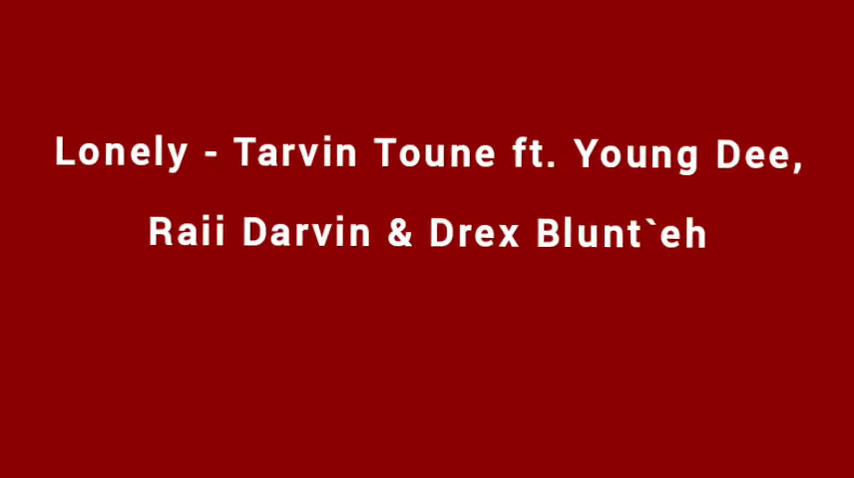 Lonely - Tarvin Toune ft. Young Dee,
Raii Darvin & Drex Blunt`eh